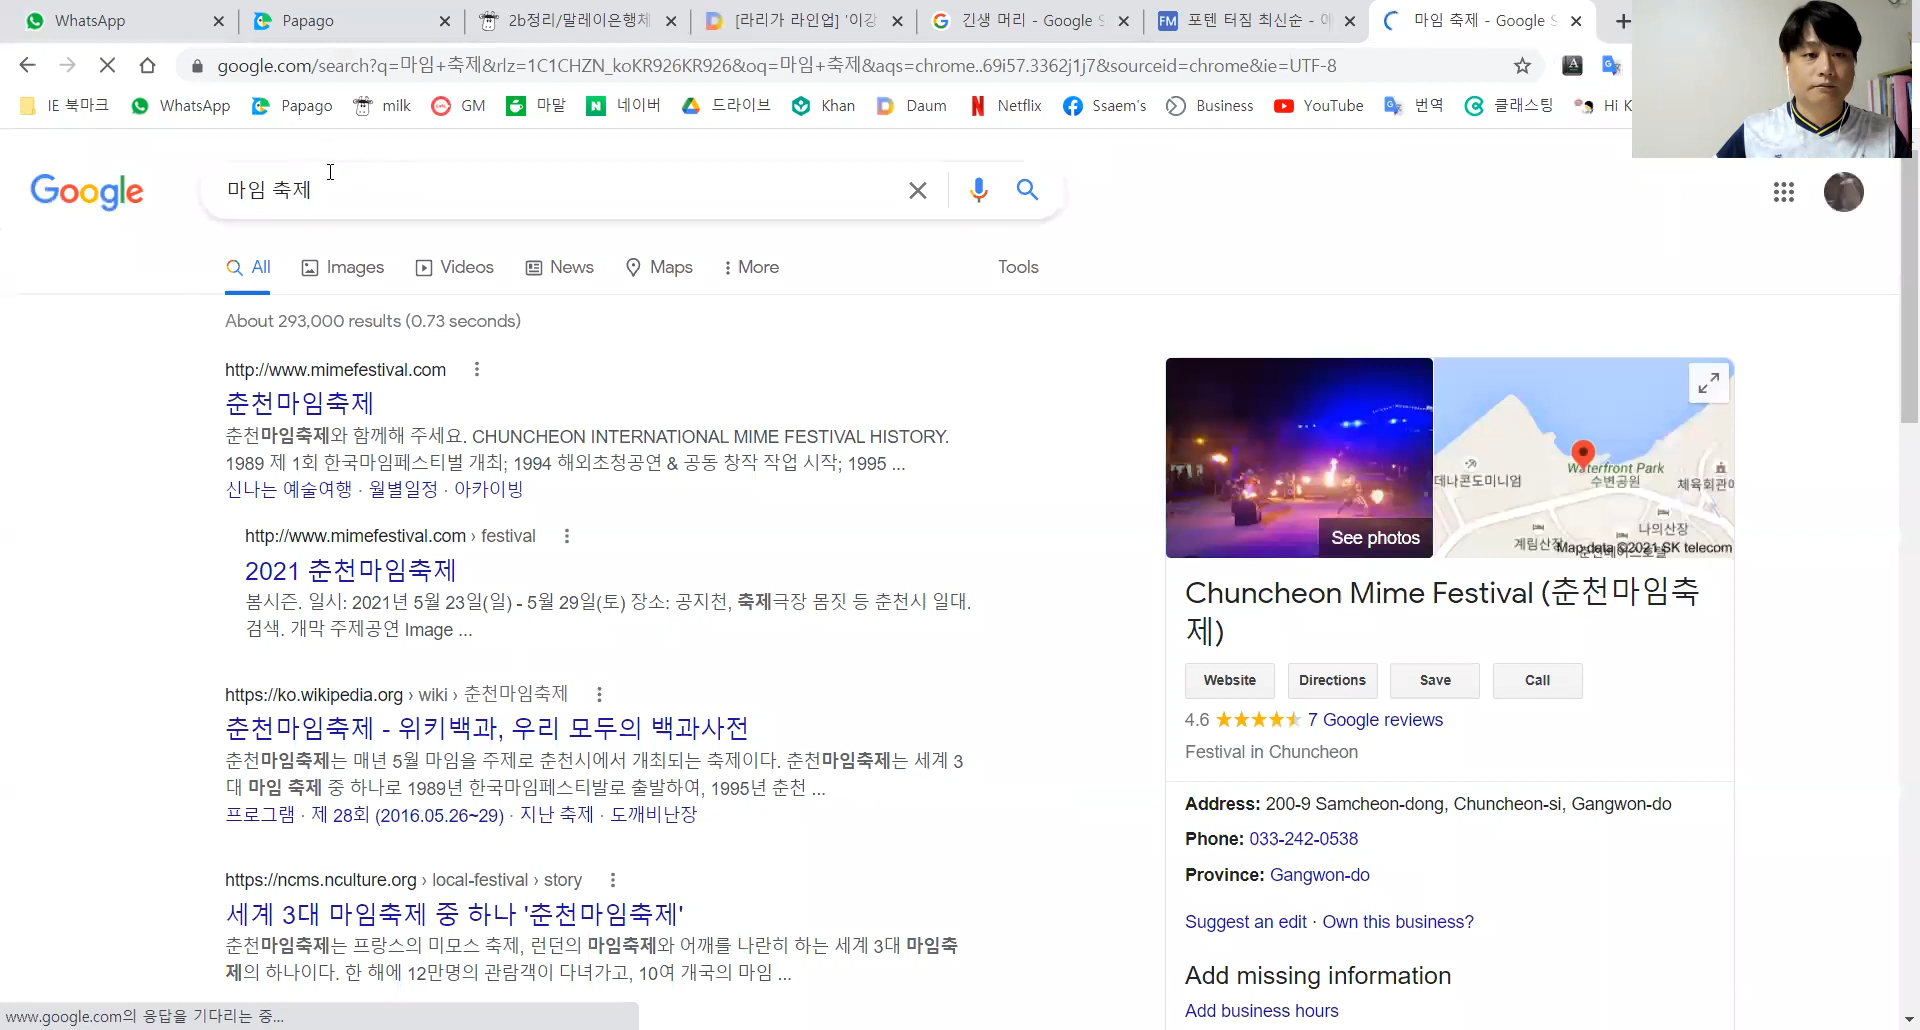 WhatsApp
Papago
2b정리/말레이은행체
[라리가 라인업] '이강
긴생 머리 - Google S
FM 포텐 터짐 최신순 - 에
마임 축제 - Google S
google.com/search?q=마임+축제&rlz=1C1CHZN_koKR926KR926&oq=마임+축제&aqs=chrome..69i57.3362j1j7&sourceid=chrome&ie=UTF-8
IE 북마크 WhatsApp Papago milk GM 마말 네이버 드라이브 Khan Daum Netflix Ssaem's Business YouTube 번역 클래스팅 Hi K
Google
마임 축제
All Images Videos News Maps More Tools
About 293,000 results (0.73 seconds)
http://www.mimefestival.com
춘천마임축제
춘천마임축제와 함께해 주세요. CHUNCHEON INTERNATIONAL MIME FESTIVAL HISTORY.
1989 제 1회 한국마임페스티벌 개최; 1994 해외초청공연 & 공동 창작 작업 시작; 1995 ...
신나는 예술여행 · 월별일정 · 아카이빙
http://www.mimefestival.com › festival
2021 춘천마임축제
봄시즌. 일시: 2021년 5월 23일(일) - 5월 29일(토) 장소: 공지천, 축제극장 몸짓 등 춘천시 일대.
검색. 개막 주제공연 Image ...
https://ko.wikipedia.org › wiki › 춘천마임축제
춘천마임축제 - 위키백과, 우리 모두의 백과사전
춘천마임축제는 매년 5월 마임을 주제로 춘천시에서 개최되는 축제이다. 춘천마임축제는 세계 3
대 마임 축제 중 하나로 1989년 한국마임페스티발로 출발하여, 1995년 춘천 ...
프로그램 · 제 28회 (2016.05.26~29) · 지난 축제 · 도깨비난장
https://ncms.nculture.org › local-festival › story
세계 3대 마임축제 중 하나 '춘천마임축제'
춘천마임축제는 프랑스의 미모스 축제, 런던의 마임축제와 어깨를 나란히 하는 세계 3대 마임축
제의 하나이다. 한 해에 12만명의 관람객이 다녀가고, 10여 개국의 마임 ...
www.google.com의 응답을 기다리는 중...
See photos
데나콘도미니엄
Waterfront Park
수변공원
체육회관
나의산장
계림산장
Map data ©2021 SK telecom
Chuncheon Mime Festival (춘천마임축
제)
Website Directions Save Call
4.6 7 Google reviews
Festival in Chuncheon
Address: 200-9 Samcheon-dong, Chuncheon-si, Gangwon-do
Phone: 033-242-0538
Province: Gangwon-do
Suggest an edit · Own this business?
Add missing information
Add business hours